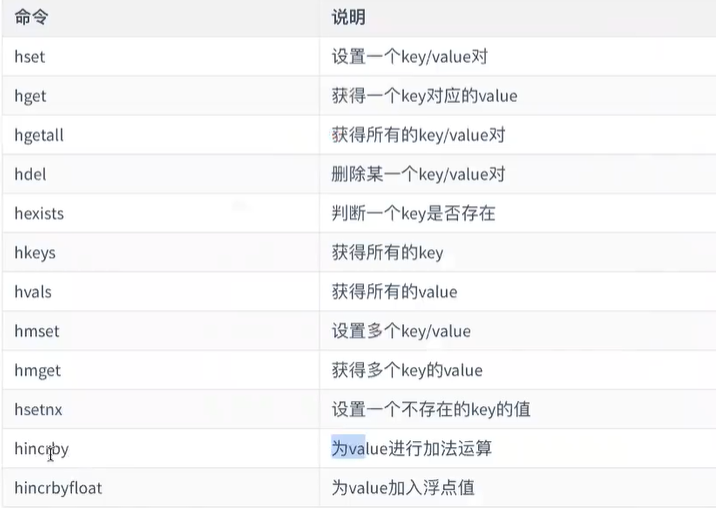 命令 说明
hset 设置一个key/value对
hget 获得一个key对应的value
hgetall 获得所有的key/value对
hdel 删除某一个key/value对
hexists 判断一个key是否存在
hkeys 获得所有的key
hvals 获得所有的value
hmset 设置多个key/value
hmget 获得多个key的value
hsetnx 设置一个不存在的key的值
hincrby 为value进行加法运算
hincrbyfloat 为value加入浮点值